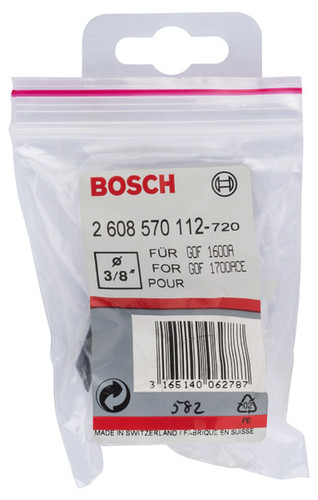 BOSCH
2 608 570 112-720
ø
3/8"
FÜR GOF 1600A
FOR GOF 1700ACE
POUR
3 165140 062787
582
02
PE
MADE IN SWITZERLAND / FABRIQUE EN SUISSE